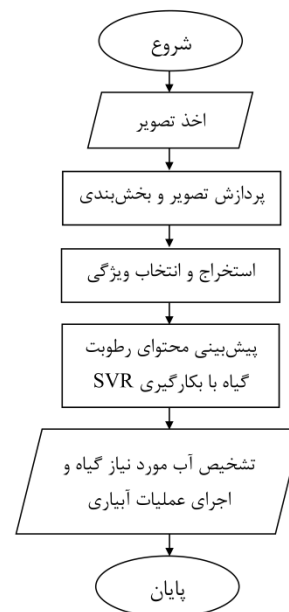 شروع
اخذ تصویر
پردازش تصویر و بخش‌بندی
استخراج و انتخاب ویژگی
پیش‌بینی محتوای رطوبت
گیاه با بکارگیری SVR
تشخیص آب مورد نیاز گیاه و
اجرای عملیات آبیاری
پایان